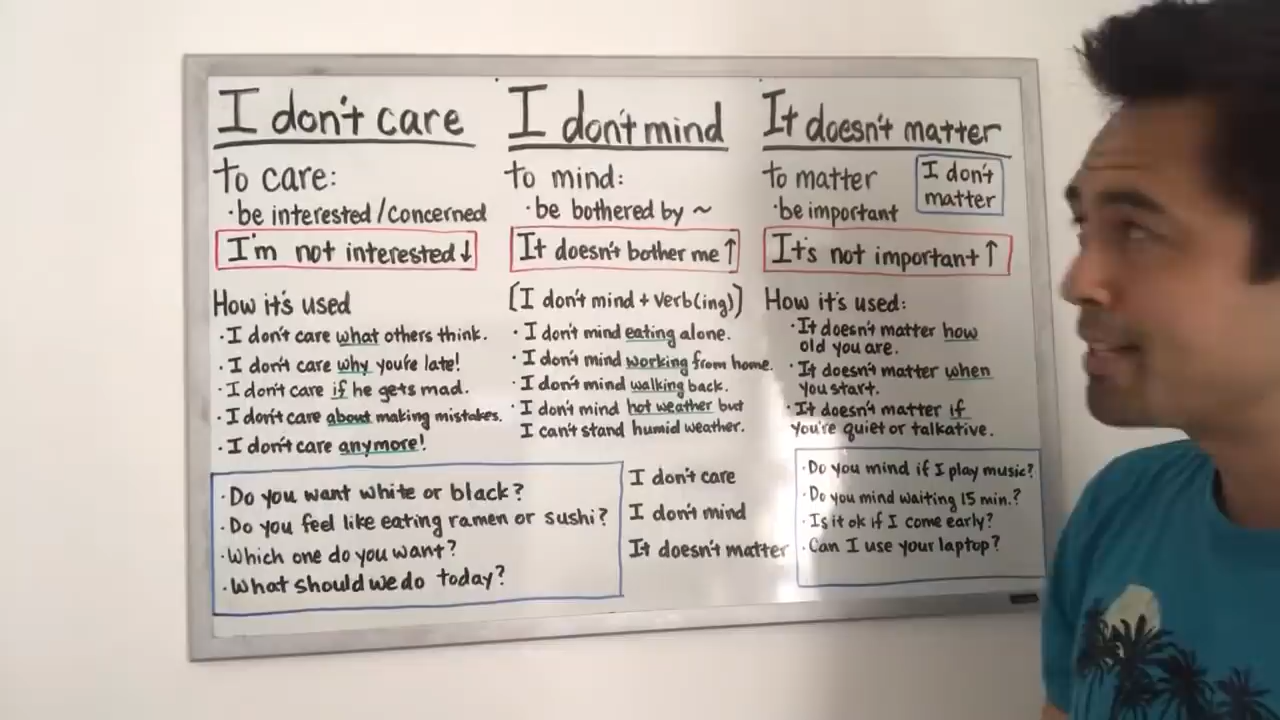 I don't care
to care:
·be interested/concerned
I'm not interested↓
How it's used
·I don't care what others think.
·I don't care why you're late!
·I don't care if he gets mad.
·I don't care about making mistakes.
·I don't care anymore!
I don't mind
to mind:
·be bothered by ~
It doesn't bother me↑
[I don't mind + verb(ing)]
·I don't mind eating alone.
·I don't mind working from home.
·I don't mind walking back.
·I don't mind hot weather but
I can't stand humid weather.
It doesn't matter
to matter
·be important
I don't
matter
It's not important↑
How it's used:
·It doesn't matter how
old you are.
·It doesn't matter when
you start.
·It doesn't matter if
you're quiet or talkative.
·Do you want white or black?
·Do you feel like eating ramen or sushi?
·Which one do you want?
·What should we do today?
I don't care
I don't mind
It doesn't matter
·Do you mind if I play music?
·Do you mind waiting 15 min.?
·Is it ok if I come early?
·Can I use your laptop?